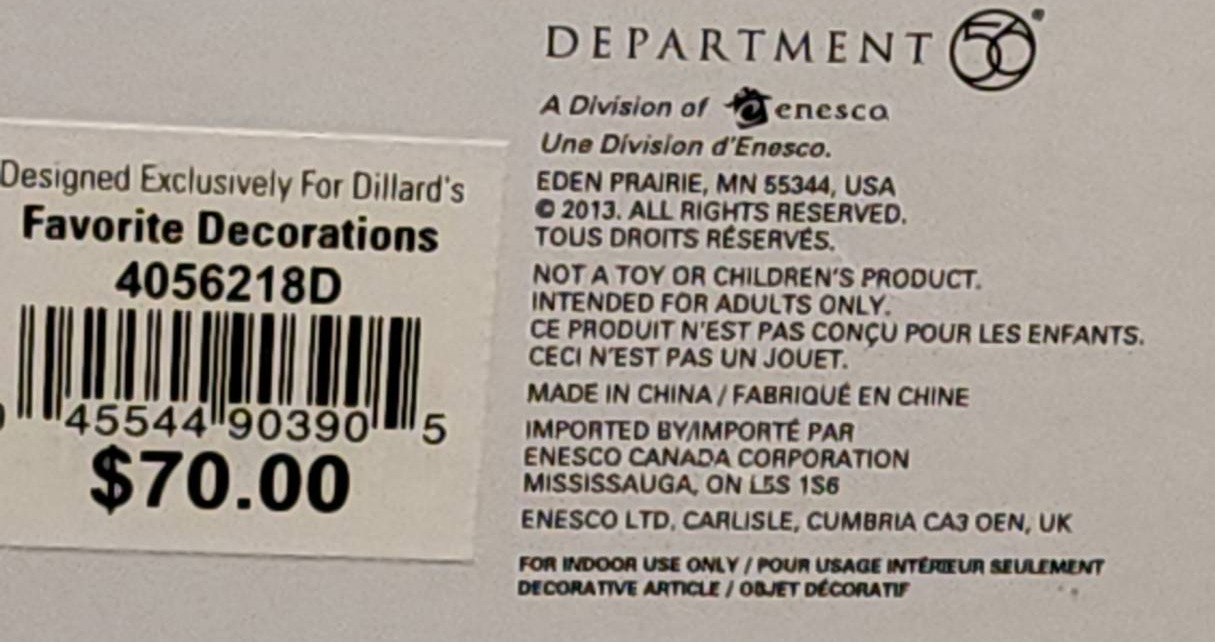 DEPARTMENT 56
A Division of enesco
Une Division d'Enesco.
EDEN PRAIRIE, MN 55344, USA
© 2013. ALL RIGHTS RESERVED.
TOUS DROITS RÉSERVÉS.
NOT A TOY OR CHILDREN'S PRODUCT.
INTENDED FOR ADULTS ONLY.
CE PRODUIT N'EST PAS CONÇU POUR LES ENFANTS.
CECI N'EST PAS UN JOUET.
MADE IN CHINA / FABRIQUÉ EN CHINE
IMPORTED BY/IMPORTÉ PAR
ENESCO CANADA CORPORATION
MISSISSAUGA, ON L5S 1S6
ENESCO LTD, CARLISLE, CUMBRIA CA3 OEN, UK
FOR INDOOR USE ONLY / POUR USAGE INTÉRIEUR SEULEMENT
DECORATIVE ARTICLE / OBJET DÉCORATIF
Designed Exclusively For Dillard's
Favorite Decorations
4056218D
45544 90390 5
$70.00